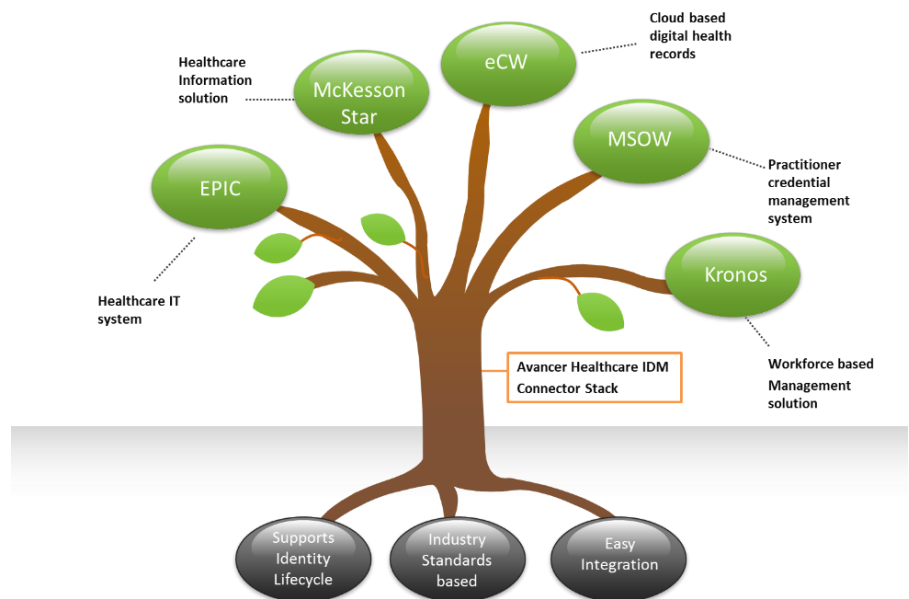 Cloud based
digital health
records
eCW
Healthcare
Information
solution
McKesson
Star
MSOW
Practitioner
credential
management
system
EPIC
Healthcare IT
system
Kronos
Avancer Healthcare IDM
Connector Stack
Workforce based
Management
solution
Supports
Identity
Lifecycle
Industry
Standards
based
Easy
Integration